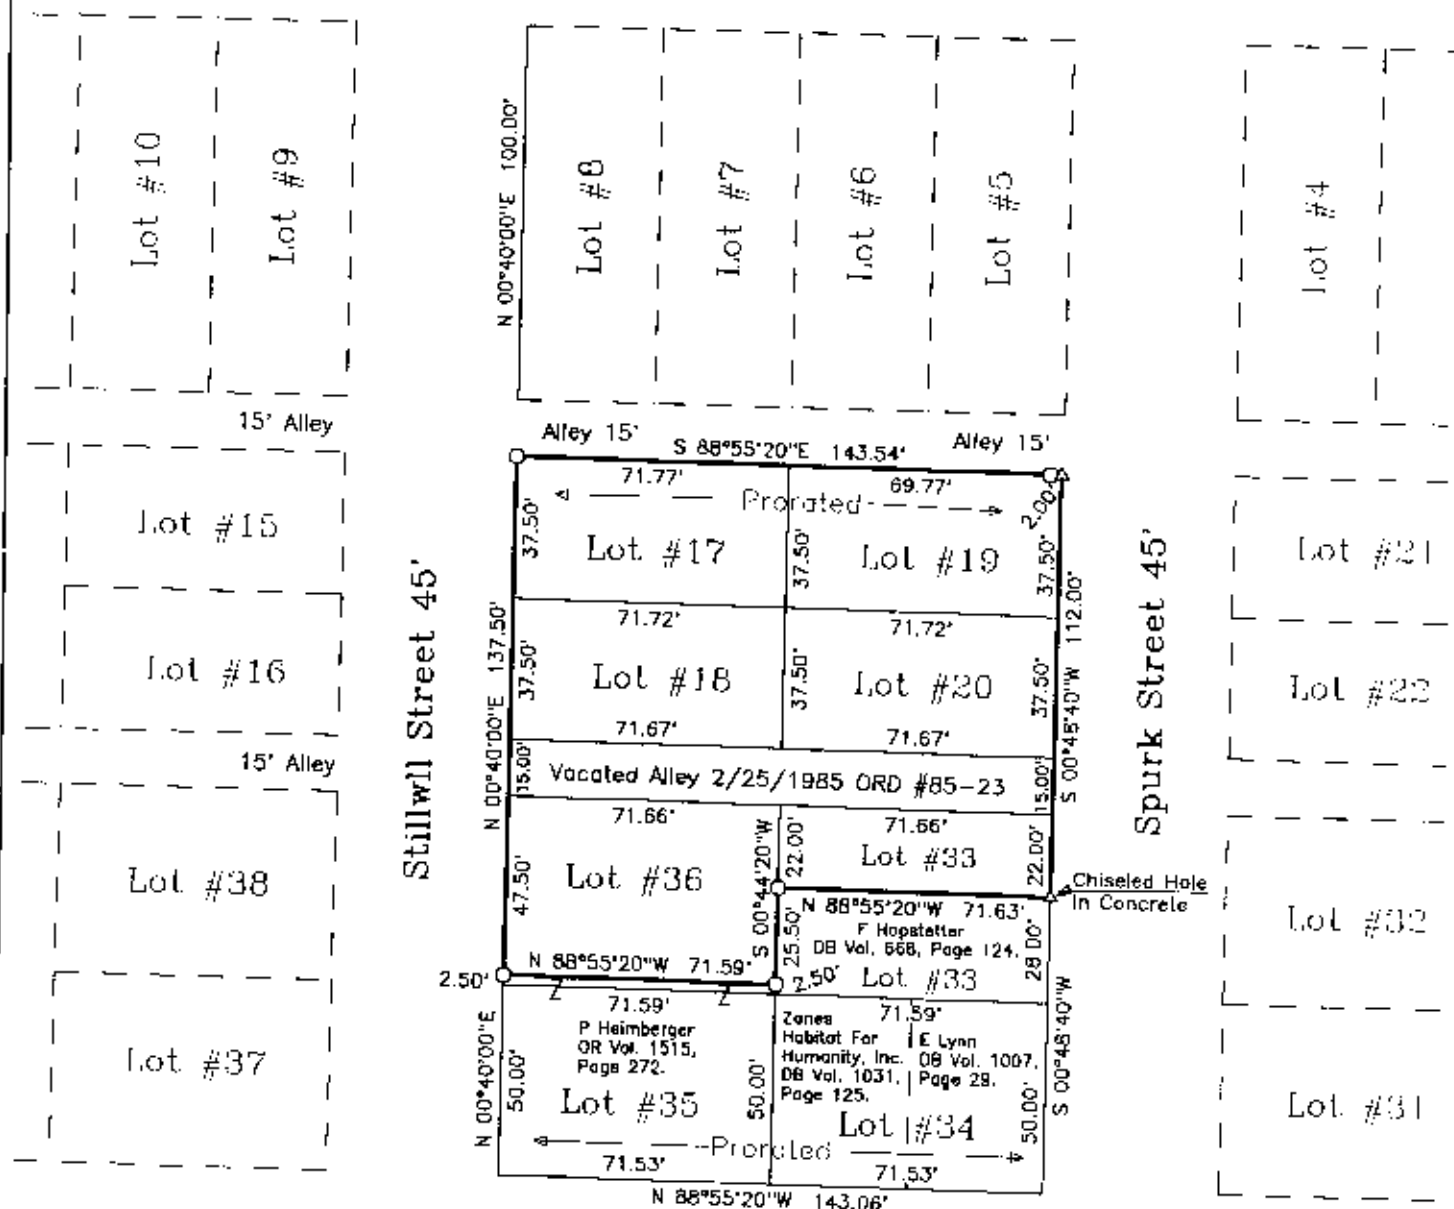 Lot #10
Lot #9
N 00°40'00"E 100.00'
Lot #8
Lot #7
Lot #6
Lot #5
Lot #4
15' Alley
Alley 15'
S 88°55'20"E 143.54'
Alley 15'
71.77'
69.77'
Prorated
2.00'
Lot #15
37.50'
Lot #17
37.50'
Lot #19
37.50'
Lot #21
Stillwll Street 45'
Spurk Street 45'
N 00°40'00"E 137.50'
S 00°48'40"W 112.00'
71.72'
71.72'
Lot #16
37.50'
Lot #18
37.50'
Lot #20
37.50'
Lot #22
71.67'
71.67'
15' Alley
15.00'
Vacated Alley 2/25/1985 ORD #85-23
15.00'
71.66'
71.66'
Lot #38
47.50'
Lot #36
S 00°44'20"W
22.00'
Lot #33
22.00'
Chiseled Hole
In Concrete
N 88°55'20"W 71.63'
F Hopstetter
DB Vol. 668, Page 124.
25.50'
28.00'
Lot #32
N 88°55'20"W 71.59'
2.50'
2.50'
Lot #33
71.59'
71.59'
P Heimberger
OR Vol. 1515,
Page 272.
Zanes
Habitat For
Humanity, Inc.
DB Vol. 1031,
Page 125.
E Lynn
DB Vol. 1007,
Page 29.
N 00°40'00"E
S 00°48'40"W
Lot #37
50.00'
Lot #35
50.00'
Lot #34
50.00'
Lot #31
Prorated
71.53'
71.53'
N 88°55'20"W 143.06'